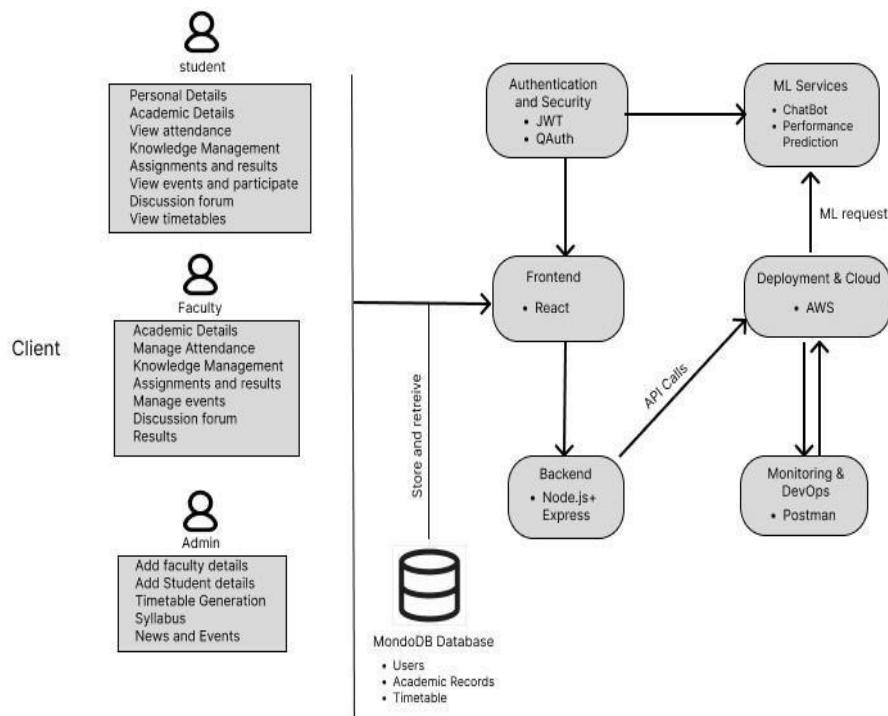 student
Personal Details
Academic Details
View attendance
Knowledge Management
Assignments and results
View events and participate
Discussion forum
View timetables
Faculty
Academic Details
Manage Attendance
Knowledge Management
Assignments and results
Manage events
Discussion forum
Results
Client
Admin
Add faculty details
Add Student details
Timetable Generation
Syllabus
News and Events
Authentication
and Security
• JWT
• QAuth
ML Services
• ChatBot
• Performance
Prediction
ML request
Frontend
• React
Deployment & Cloud
• AWS
Store and retreive
API Calls
Backend
• Node.js+
Express
Monitoring &
DevOps
• Postman
MondoDB Database
• Users
• Academic Records
• Timetable